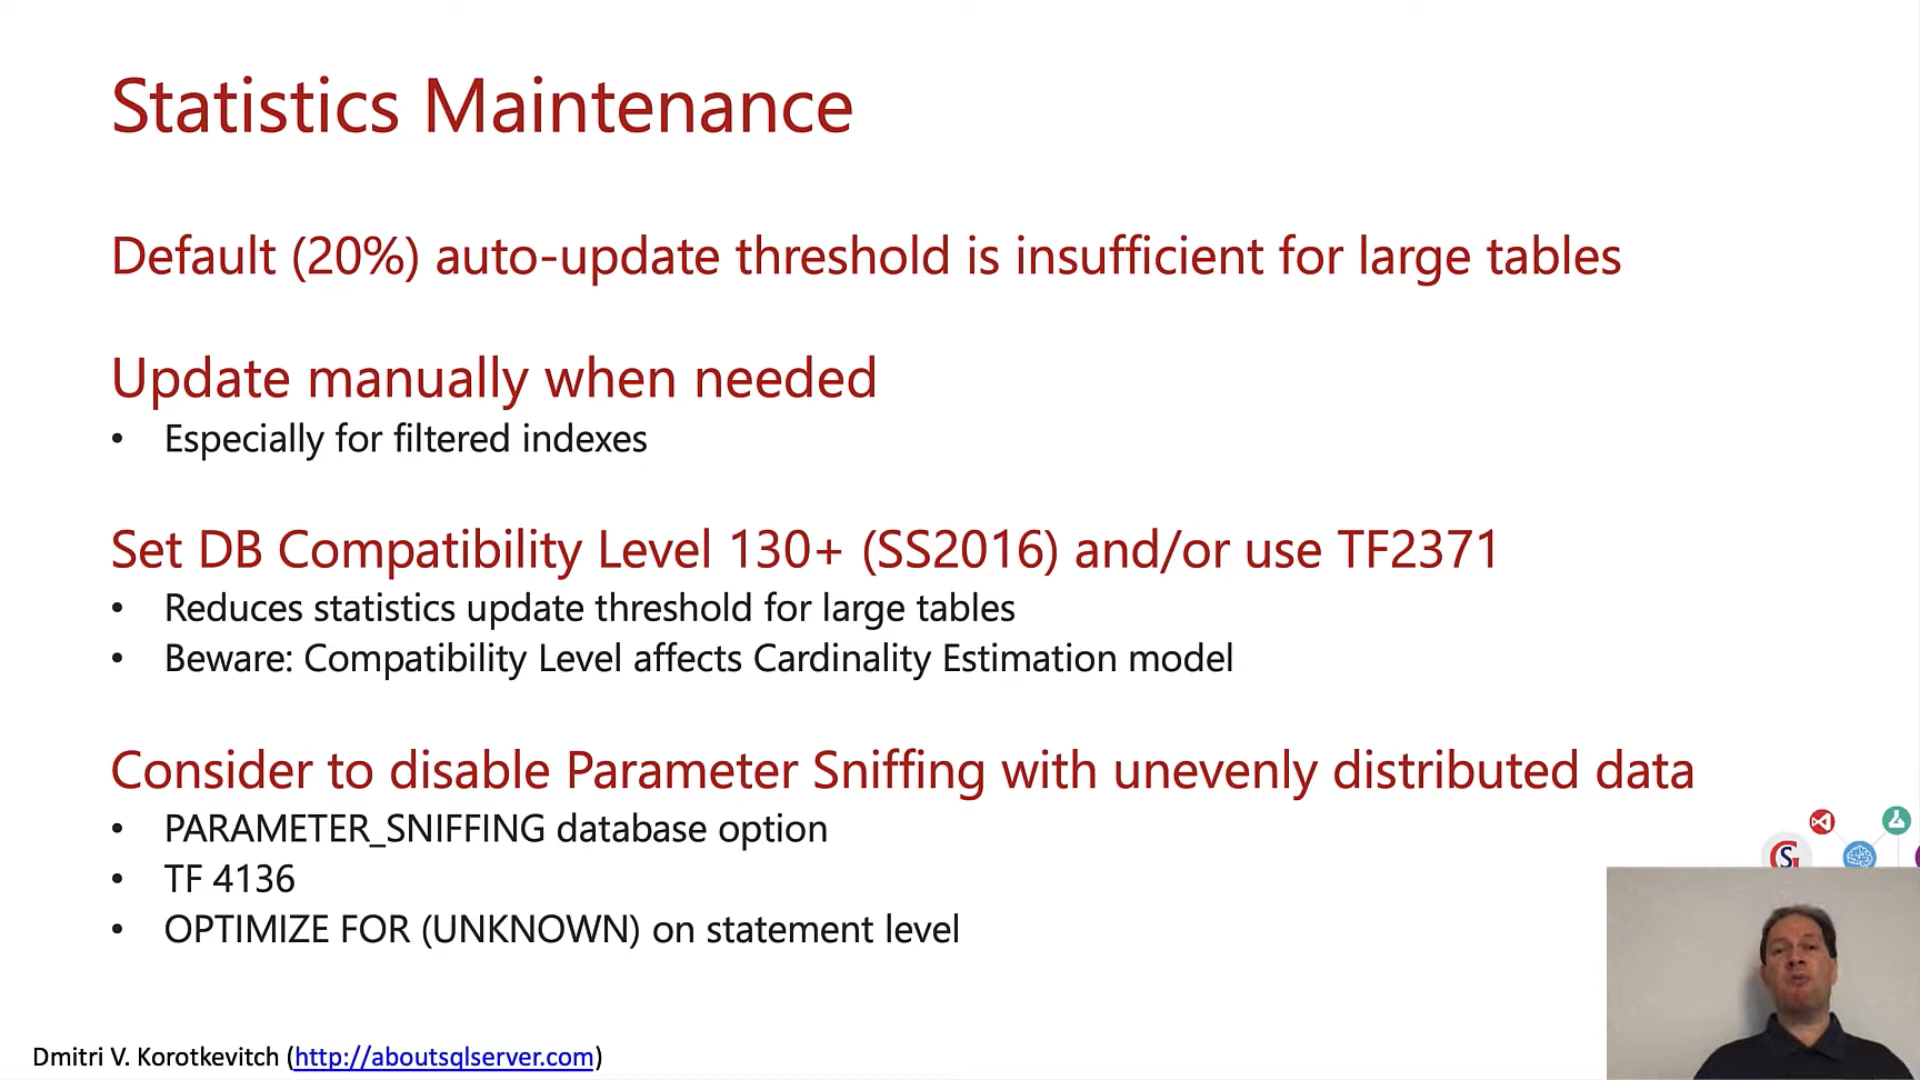 Statistics Maintenance
Default (20%) auto-update threshold is insufficient for large tables
Update manually when needed
• Especially for filtered indexes
Set DB Compatibility Level 130+ (SS2016) and/or use TF2371
• Reduces statistics update threshold for large tables
• Beware: Compatibility Level affects Cardinality Estimation model
Consider to disable Parameter Sniffing with unevenly distributed data
• PARAMETER_SNIFFING database option
• TF 4136
• OPTIMIZE FOR (UNKNOWN) on statement level
Dmitri V. Korotkevitch (http://aboutsqlserver.com)